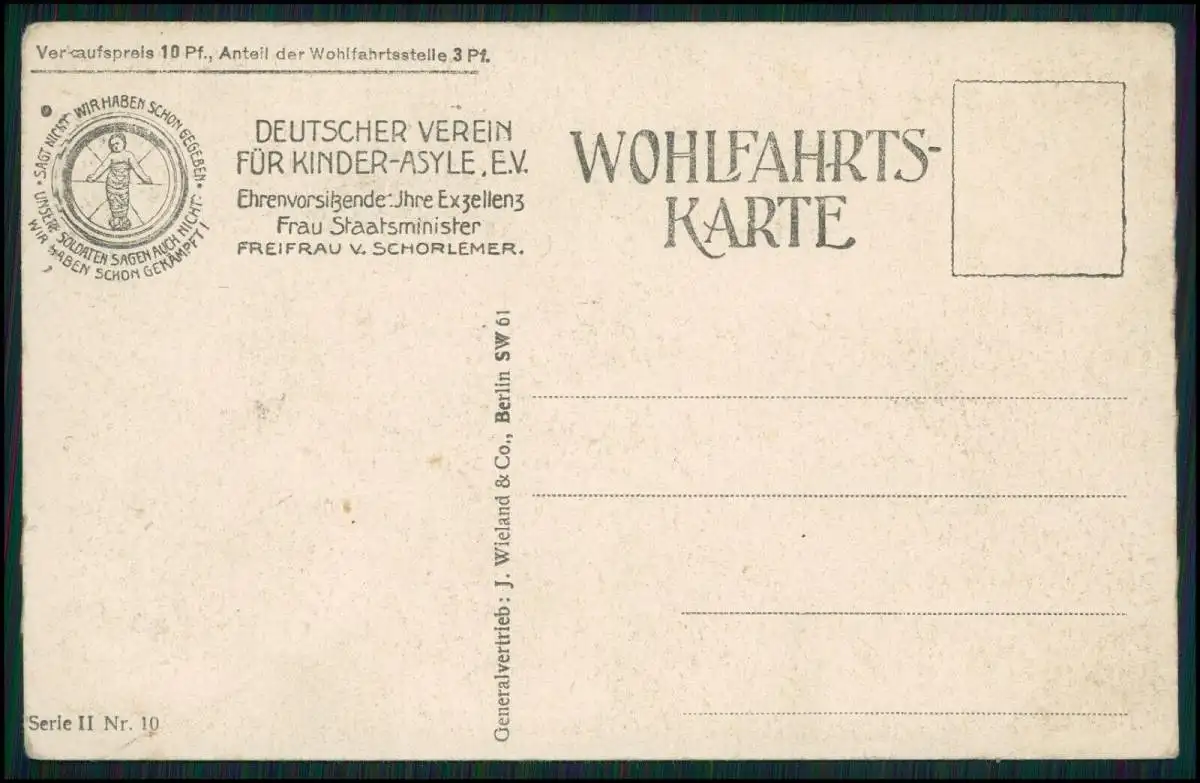 Verkaufspreis 10 Pf., Anteil der Wohlfahrtsstelle 3 Pf.
SAGT NICHT WIR HABEN SCHON GEGEBEN •
UNSERE SOLDATEN SAGEN AUCH NICHT:
WIR HABEN SCHON GEKÄMPFT!
DEUTSCHER VEREIN
FÜR KINDER-ASYLE, E.V.
Ehrenvorsitzende: Ihre Exzellenz
Frau Staatsminister
FREIFRAU V. SCHORLEMER.
WOHLFAHRTS-
KARTE
Generalvertrieb: J. Wieland & Co., Berlin SW 61
Serie II Nr. 10